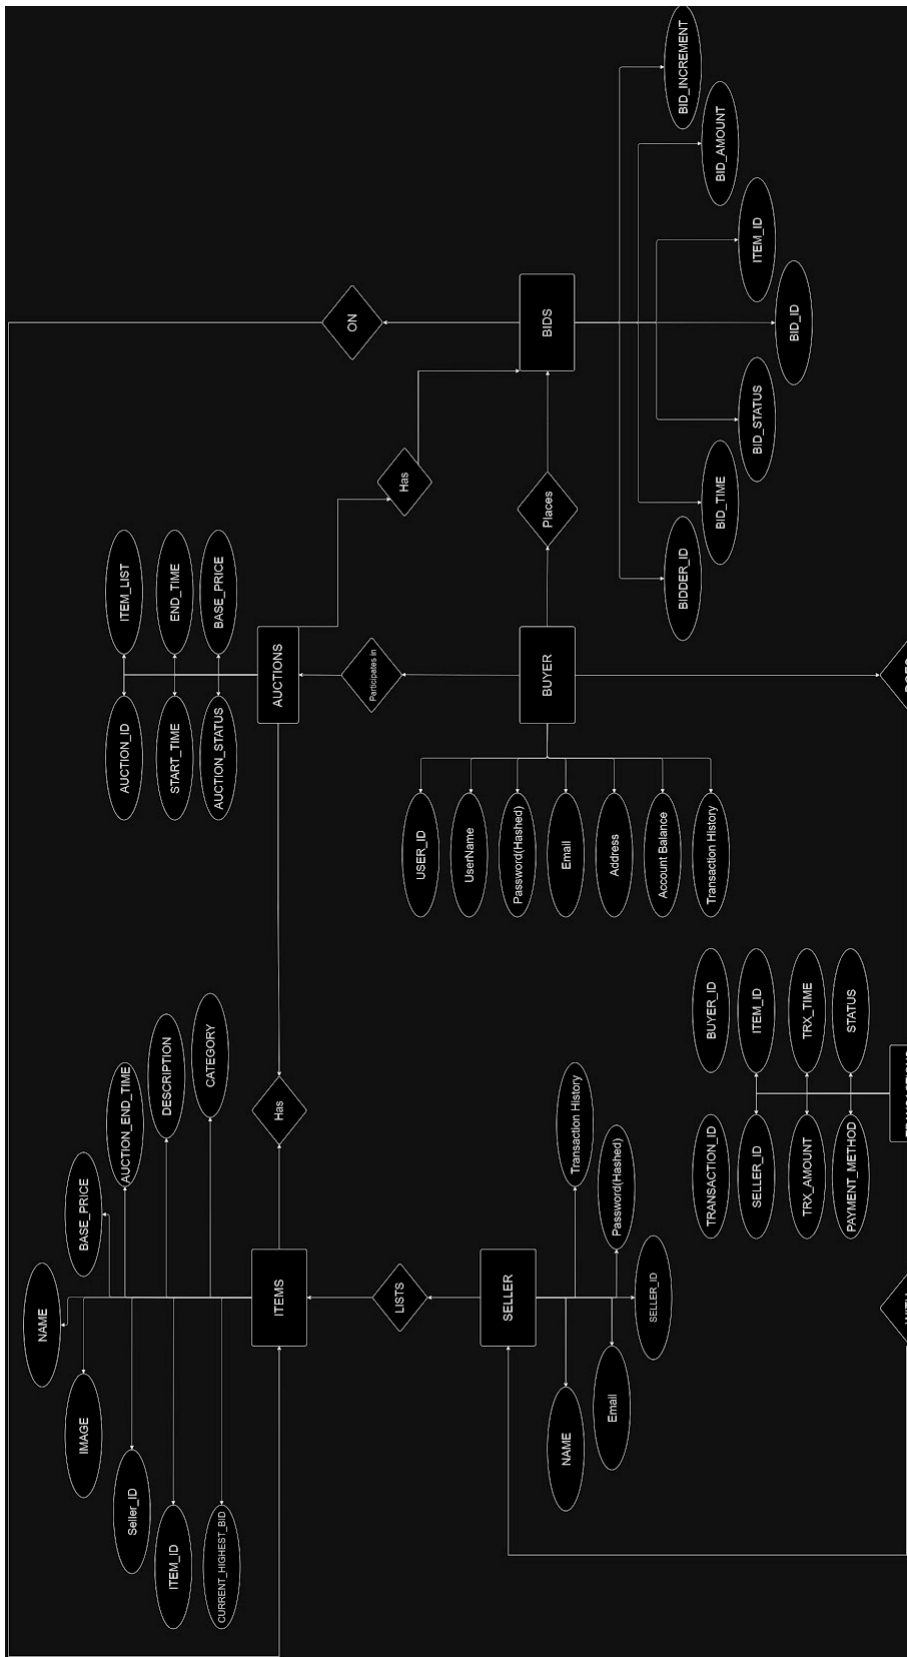 NAME
BASE_PRICE
AUCTION_END_TIME
DESCRIPTION
CATEGORY
IMAGE
Seller_ID
ITEM_ID
CURRENT_HIGHEST_BID
ITEMS
Has
AUCTION_ID
ITEM_LIST
START_TIME
END_TIME
AUCTION_STATUS
BASE_PRICE
AUCTIONS
Has
ON
LISTS
Participates in
SELLER
NAME
Email
SELLER_ID
Password(Hashed)
Transaction History
BUYER
USER_ID
UserName
Password(Hashed)
Email
Address
Account Balance
Transaction History
Places
BIDS
BIDDER_ID
BID_TIME
BID_STATUS
BID_ID
ITEM_ID
BID_AMOUNT
BID_INCREMENT
TRANSACTION_ID
BUYER_ID
SELLER_ID
ITEM_ID
TRX_AMOUNT
TRX_TIME
PAYMENT_METHOD
STATUS